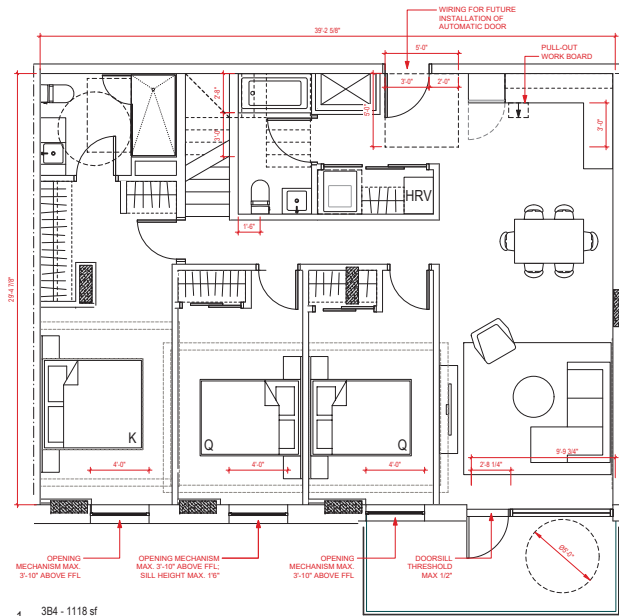 WIRING FOR FUTURE
INSTALLATION OF
AUTOMATIC DOOR
39'-2 5/8"
5'-0"
PULL-OUT
WORK BOARD
3'-0"
2'-0"
2'-8"
5'-0"
3'-0"
3'-0"
HRV
1'-6"
29'-4 7/8"
K
Q
Q
9'-9 3/4"
4'-0"
4'-0"
4'-0"
2'-8 1/4"
OPENING
MECHANISM MAX.
3'-10" ABOVE FFL
OPENING MECHANISM
MAX. 3'-10" ABOVE FFL;
SILL HEIGHT MAX. 1'6"
OPENING
MECHANISM MAX.
3'-10" ABOVE FFL
DOORSILL
THRESHOLD
MAX 1/2"
Ø5'-0"
3B4 - 1118 sf